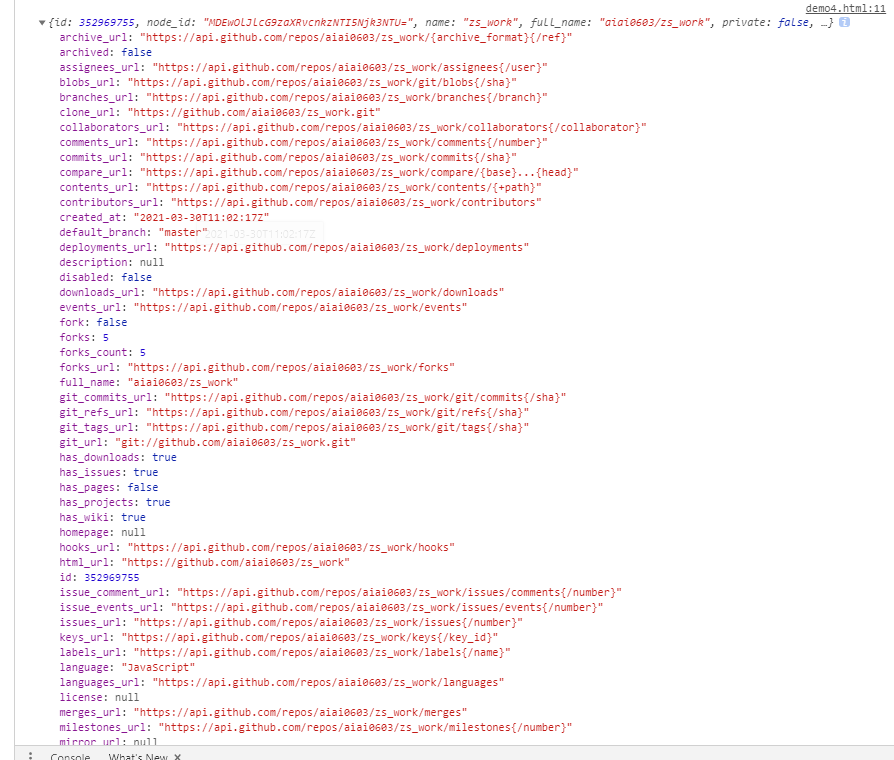 demo4.html:11
▼{id: 352969755, node_id: "MDEwOlJlcG9zaXRvcnkzNTI5Njk3NTU=", name: "zs_work", full_name: "aiai0603/zs_work", private: false, …} i
archive_url: "https://api.github.com/repos/aiai0603/zs_work/{archive_format}{/ref}"
archived: false
assignees_url: "https://api.github.com/repos/aiai0603/zs_work/assignees{/user}"
blobs_url: "https://api.github.com/repos/aiai0603/zs_work/git/blobs{/sha}"
branches_url: "https://api.github.com/repos/aiai0603/zs_work/branches{/branch}"
clone_url: "https://github.com/aiai0603/zs_work.git"
collaborators_url: "https://api.github.com/repos/aiai0603/zs_work/collaborators{/collaborator}"
comments_url: "https://api.github.com/repos/aiai0603/zs_work/comments{/number}"
commits_url: "https://api.github.com/repos/aiai0603/zs_work/commits{/sha}"
compare_url: "https://api.github.com/repos/aiai0603/zs_work/compare/{base}...{head}"
contents_url: "https://api.github.com/repos/aiai0603/zs_work/contents/{+path}"
contributors_url: "https://api.github.com/repos/aiai0603/zs_work/contributors"
created_at: "2021-03-30T11:02:17Z"
default_branch: "master"
2021-03-30T11:02:17Z
deployments_url: "https://api.github.com/repos/aiai0603/zs_work/deployments"
description: null
disabled: false
downloads_url: "https://api.github.com/repos/aiai0603/zs_work/downloads"
events_url: "https://api.github.com/repos/aiai0603/zs_work/events"
fork: false
forks: 5
forks_count: 5
forks_url: "https://api.github.com/repos/aiai0603/zs_work/forks"
full_name: "aiai0603/zs_work"
git_commits_url: "https://api.github.com/repos/aiai0603/zs_work/git/commits{/sha}"
git_refs_url: "https://api.github.com/repos/aiai0603/zs_work/git/refs{/sha}"
git_tags_url: "https://api.github.com/repos/aiai0603/zs_work/git/tags{/sha}"
git_url: "git://github.com/aiai0603/zs_work.git"
has_downloads: true
has_issues: true
has_pages: false
has_projects: true
has_wiki: true
homepage: null
hooks_url: "https://api.github.com/repos/aiai0603/zs_work/hooks"
html_url: "https://github.com/aiai0603/zs_work"
id: 352969755
issue_comment_url: "https://api.github.com/repos/aiai0603/zs_work/issues/comments{/number}"
issue_events_url: "https://api.github.com/repos/aiai0603/zs_work/issues/events{/number}"
issues_url: "https://api.github.com/repos/aiai0603/zs_work/issues{/number}"
keys_url: "https://api.github.com/repos/aiai0603/zs_work/keys{/key_id}"
labels_url: "https://api.github.com/repos/aiai0603/zs_work/labels{/name}"
language: "JavaScript"
languages_url: "https://api.github.com/repos/aiai0603/zs_work/languages"
license: null
merges_url: "https://api.github.com/repos/aiai0603/zs_work/merges"
milestones_url: "https://api.github.com/repos/aiai0603/zs_work/milestones{/number}"
mirror_url: null
Console What's New ×